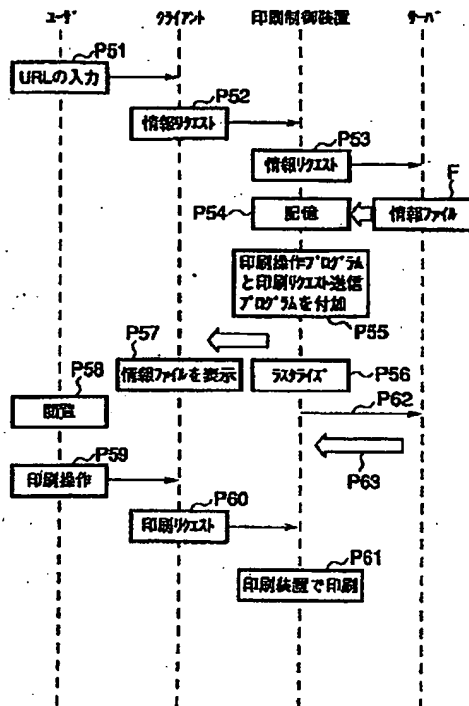 ユーザ クライアント 印刷制御装置 サーバ
P51
URLの入力
P52
情報リクエスト
P53
情報リクエスト
F
P54
記憶
情報ファイル
印刷操作プログラム
と印刷リクエスト送信
プログラムを付加
P55
P57
情報ファイルを表示
ラスタライズ
P56
P58
閲覧
P62
P63
P59
印刷操作
P60
印刷リクエスト
P61
印刷装置で印刷